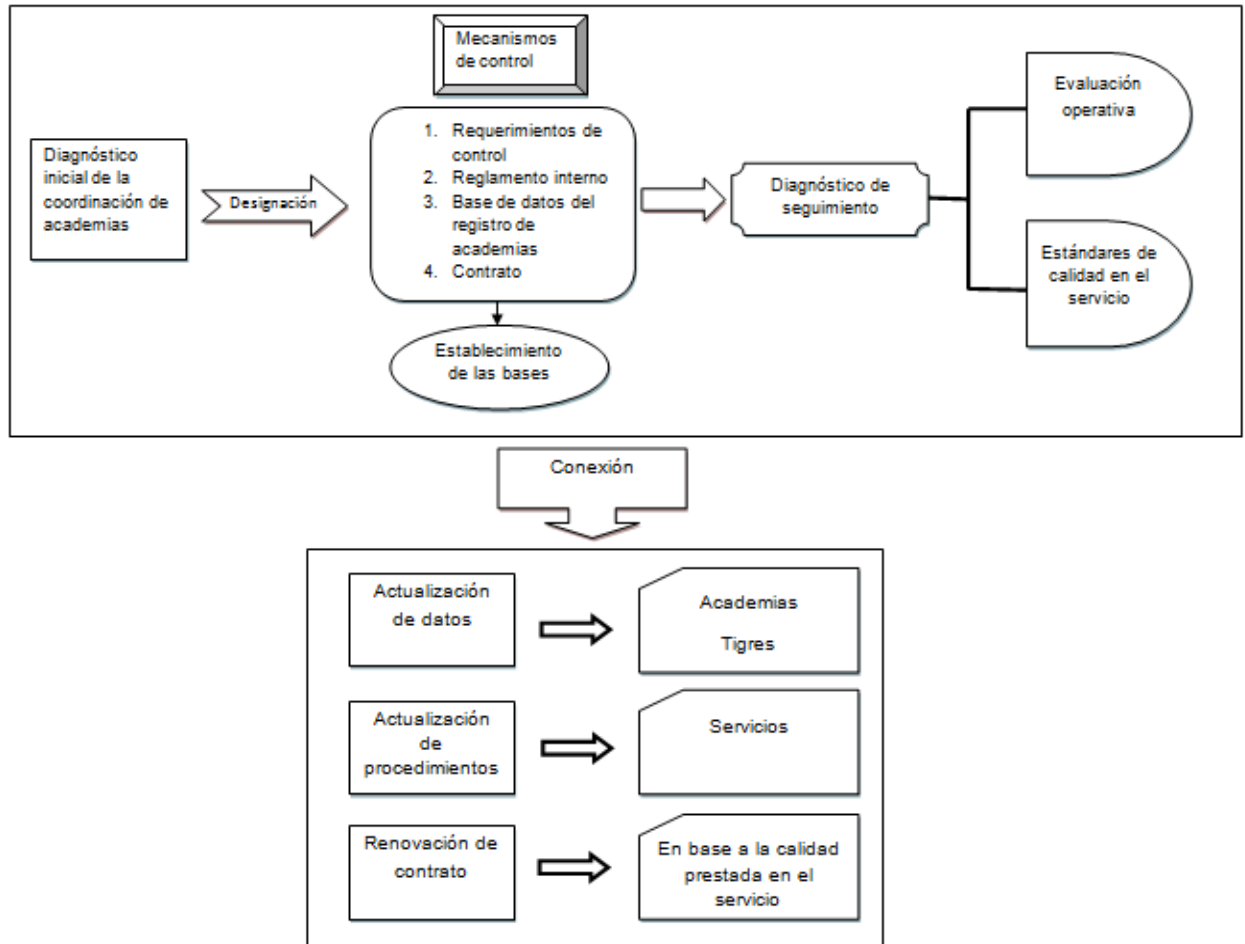 Mecanismos
de control
Diagnóstico
inicial de la
coordinación de
academias
Designación
1. Requerimientos de
control
2. Reglamento interno
3. Base de datos del
registro de
academias
4. Contrato
Establecimiento
de las bases
Diagnóstico de
seguimiento
Evaluación
operativa
Estándares de
calidad en el
servicio
Conexión
Actualización
de datos
Academias
Tigres
Actualización
de
procedimientos
Servicios
Renovación de
contrato
En base a la calidad
prestada en el
servicio